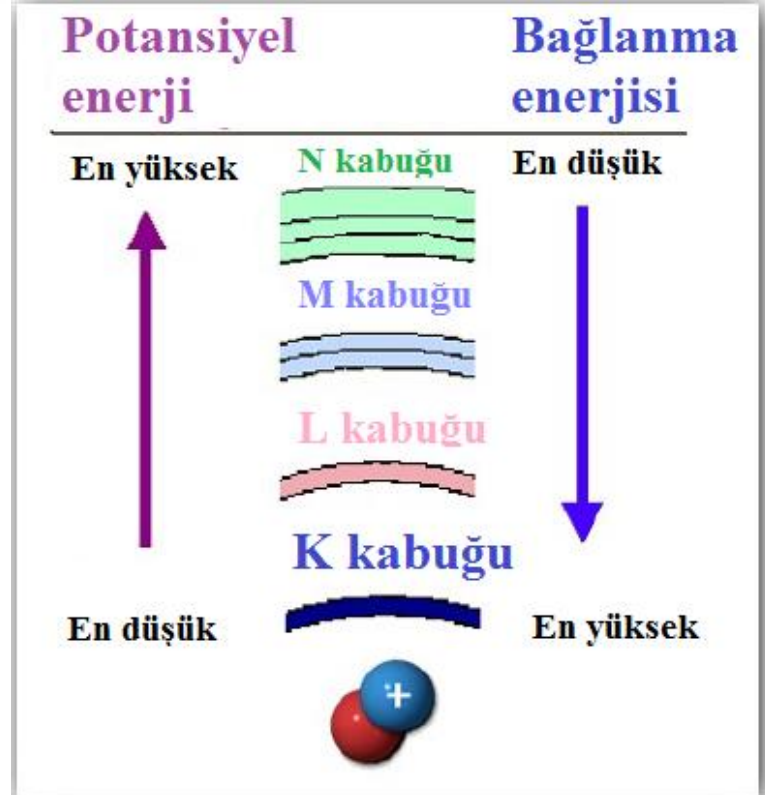 Potansiyel enerji
Bağlanma enerjisi
En yüksek
N kabuğu
En düşük
M kabuğu
L kabuğu
K kabuğu
En düşük
En yüksek
+